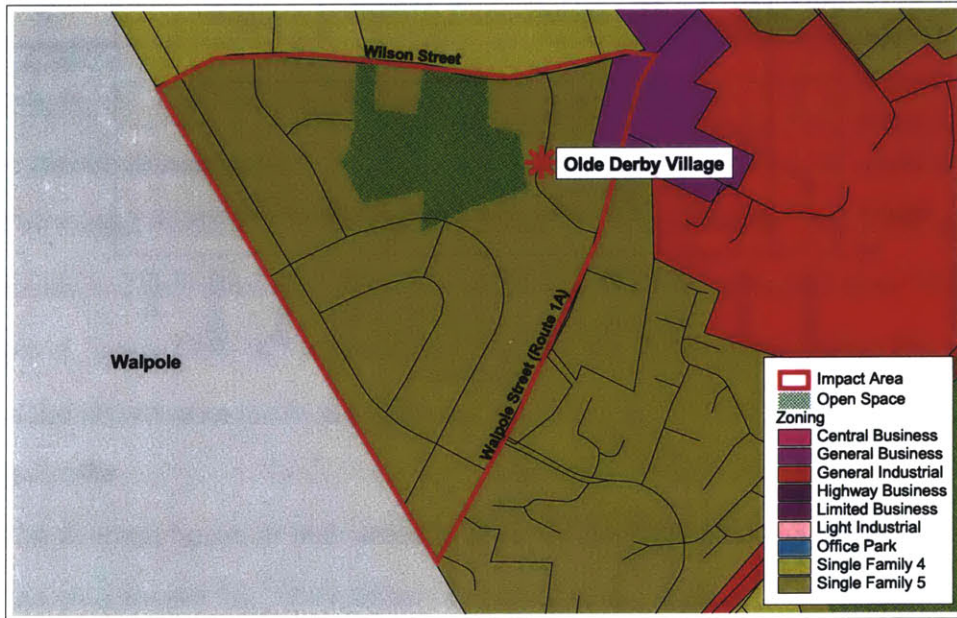 Wilson Street
Olde Derby Village
Walpole Street (Route 1A)
Walpole
Impact Area
Open Space
Zoning
Central Business
General Business
General Industrial
Highway Business
Limited Business
Light Industrial
Office Park
Single Family 4
Single Family 5